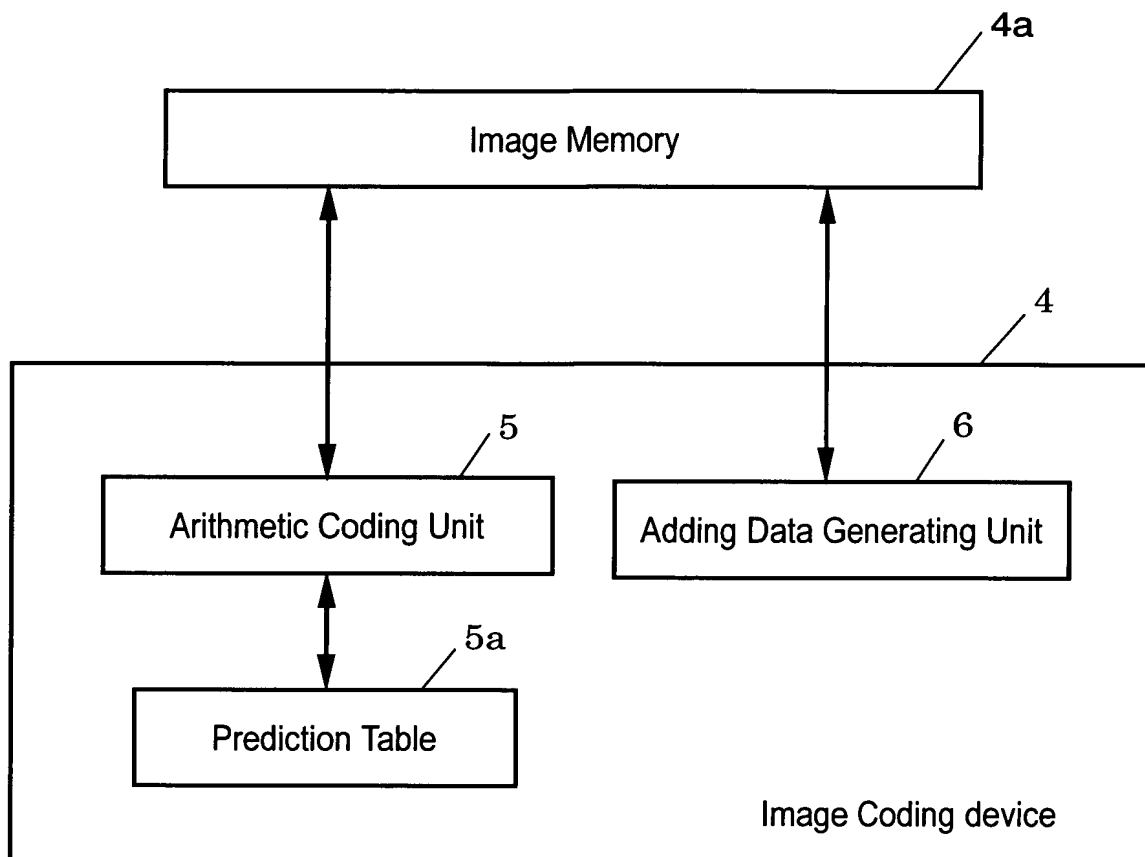 4a
Image Memory
4
5
6
Arithmetic Coding Unit
Adding Data Generating Unit
5a
Prediction Table
Image Coding device